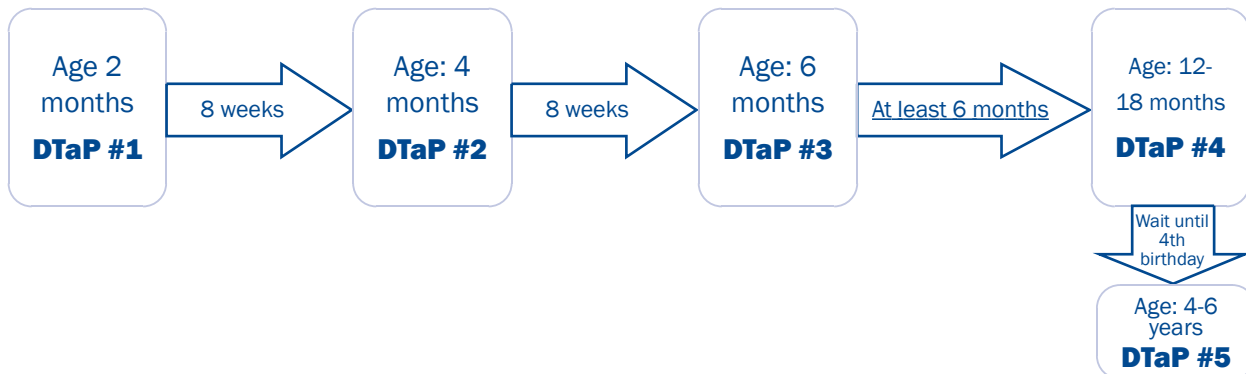 Age 2
months
DTaP #1
8 weeks
Age: 4
months
DTaP #2
8 weeks
Age: 6
months
DTaP #3
At least 6 months
Age: 12-
18 months
DTaP #4
Wait until
4th
birthday
Age: 4-6
years
DTaP #5